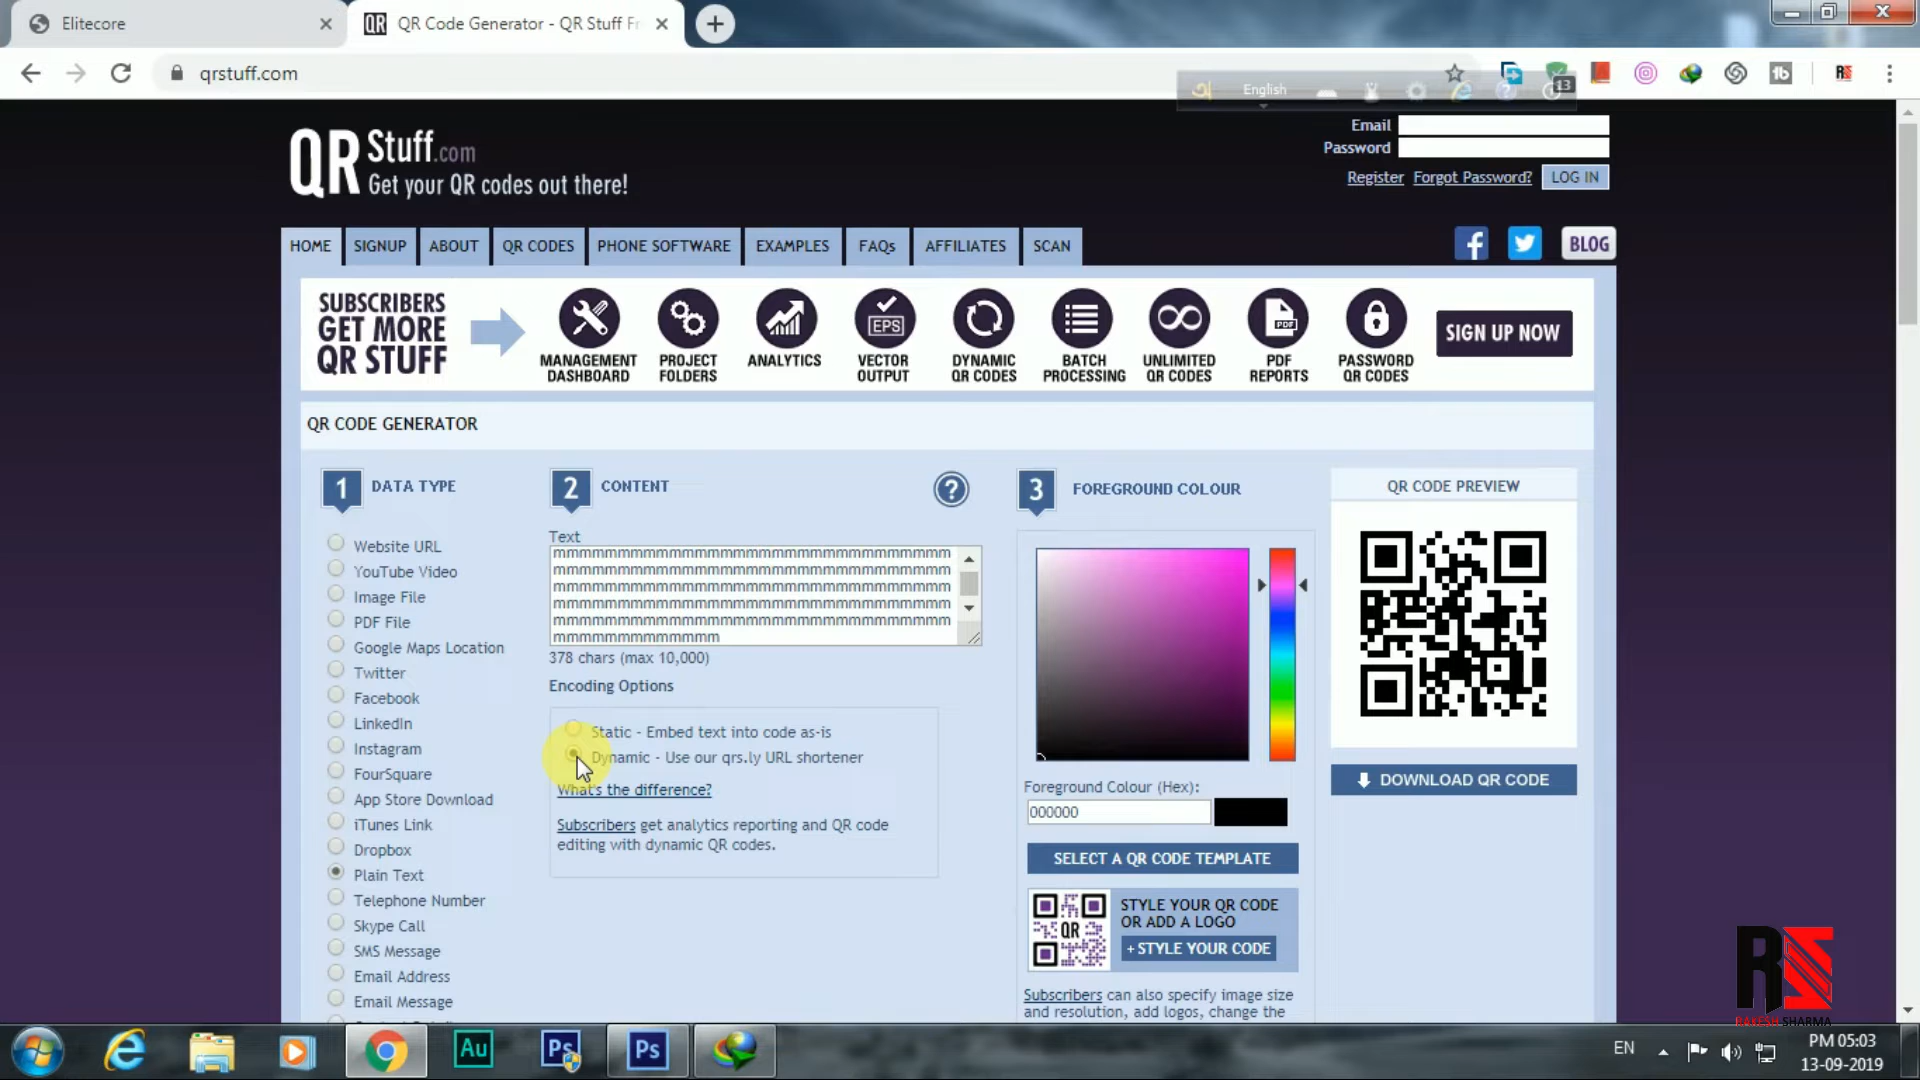 Elitecore
QR Code Generator - QR Stuff Fr
qrstuff.com
English
13
QR Stuff.com
Get your QR codes out there!
Email
Password
Register Forgot Password? LOG IN
HOME SIGNUP ABOUT QR CODES PHONE SOFTWARE EXAMPLES FAQs AFFILIATES SCAN
BLOG
SUBSCRIBERS
GET MORE
QR STUFF
MANAGEMENT
DASHBOARD
PROJECT
FOLDERS
ANALYTICS
EPS
VECTOR
OUTPUT
DYNAMIC
QR CODES
BATCH
PROCESSING
UNLIMITED
QR CODES
PDF
PDF
REPORTS
PASSWORD
QR CODES
SIGN UP NOW
QR CODE GENERATOR
1 DATA TYPE
Website URL
YouTube Video
Image File
PDF File
Google Maps Location
Twitter
Facebook
LinkedIn
Instagram
FourSquare
App Store Download
iTunes Link
Dropbox
Plain Text
Telephone Number
Skype Call
SMS Message
Email Address
Email Message
2 CONTENT
?
Text
378 chars (max 10,000)
Encoding Options
Static - Embed text into code as-is
Dynamic - Use our qrs.ly URL shortener
What's the difference?
Subscribers get analytics reporting and QR code
editing with dynamic QR codes.
3 FOREGROUND COLOUR
Foreground Colour (Hex):
000000
SELECT A QR CODE TEMPLATE
QR
STYLE YOUR QR CODE
OR ADD A LOGO
+ STYLE YOUR CODE
Subscribers can also specify image size
and resolution, add logos, change the
QR CODE PREVIEW
DOWNLOAD QR CODE
RS
RAKESH SHARMA
Au
Ps
Ps
EN
PM 05:03
13-09-2019